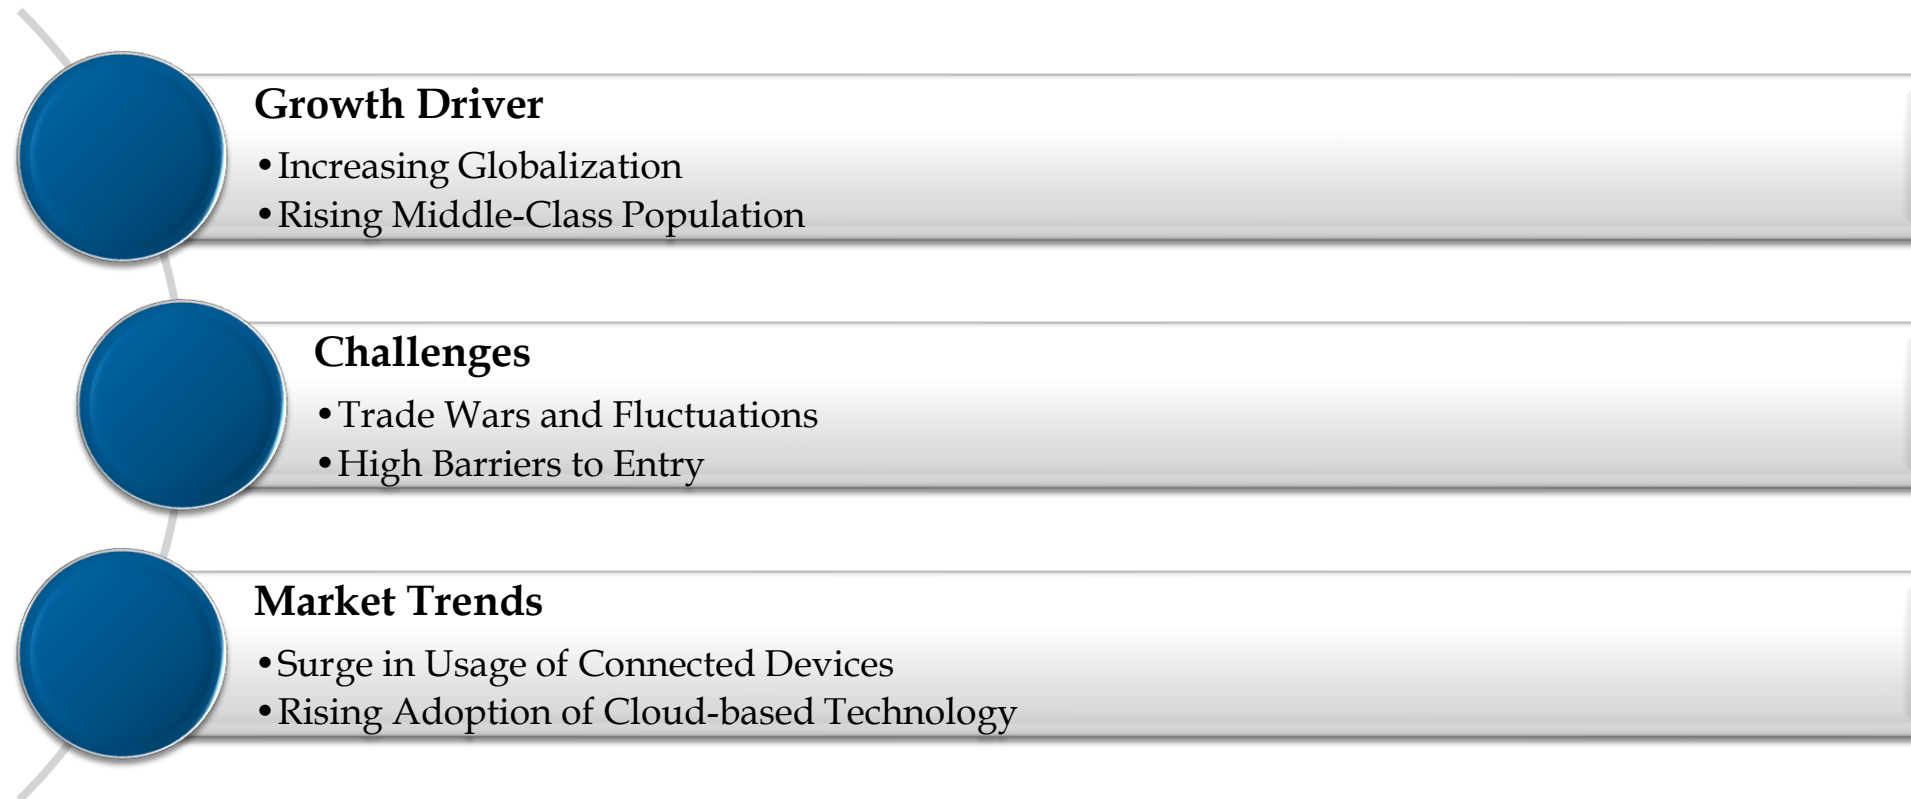 Growth Driver
•Increasing Globalization
•Rising Middle-Class Population
Challenges
•Trade Wars and Fluctuations
•High Barriers to Entry
Market Trends
•Surge in Usage of Connected Devices
•Rising Adoption of Cloud-based Technology